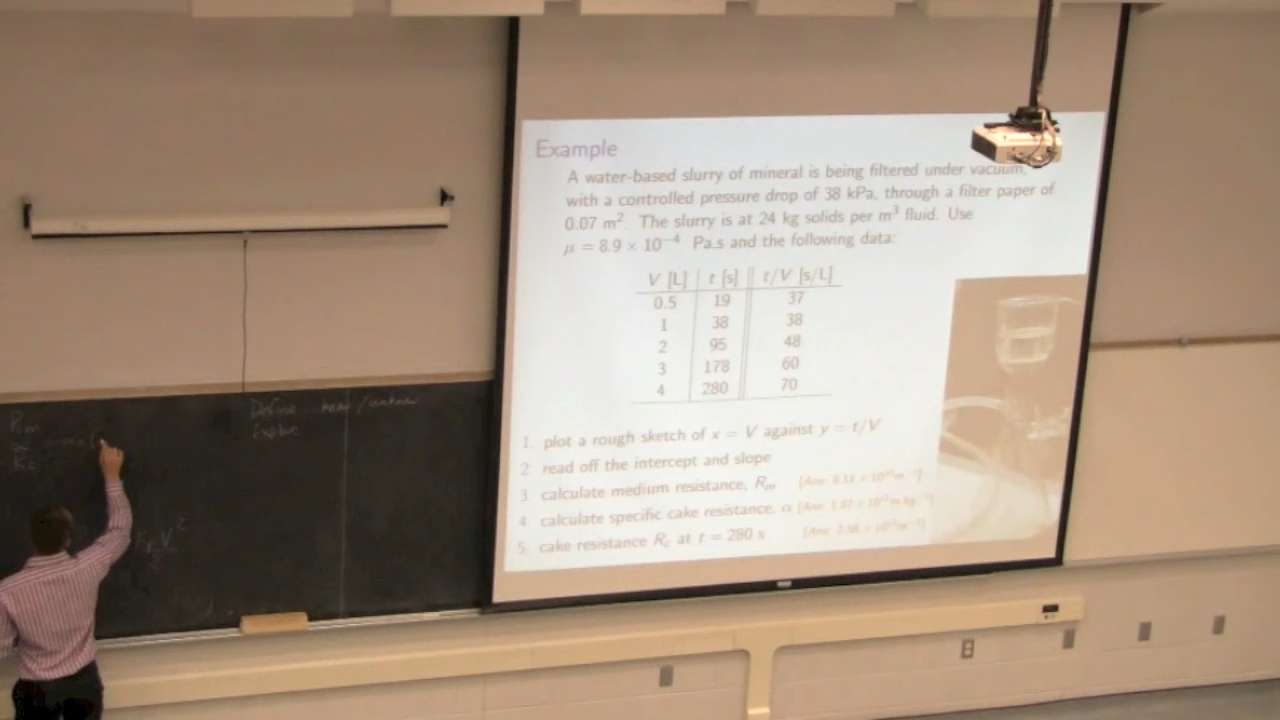 Example
A water-based slurry of mineral is being filtered under vacuum,
with a controlled pressure drop of 38 kPa, through a filter paper of
0.07 m². The slurry is at 24 kg solids per m³ fluid. Use
μ = 8.9 × 10⁻⁴ Pa.s and the following data:
V [L] t [s] t/V [s/L]
0.5 19 37
1 38 38
2 95 48
3 178 60
4 280 70
1. plot a rough sketch of x = V against y = t/V
2. read off the intercept and slope
3. calculate medium resistance, Rₘ [Ans:
4. calculate specific cake resistance, α [Ans:
5. cake resistance R꜀ at t = 280 s [Ans:
Define